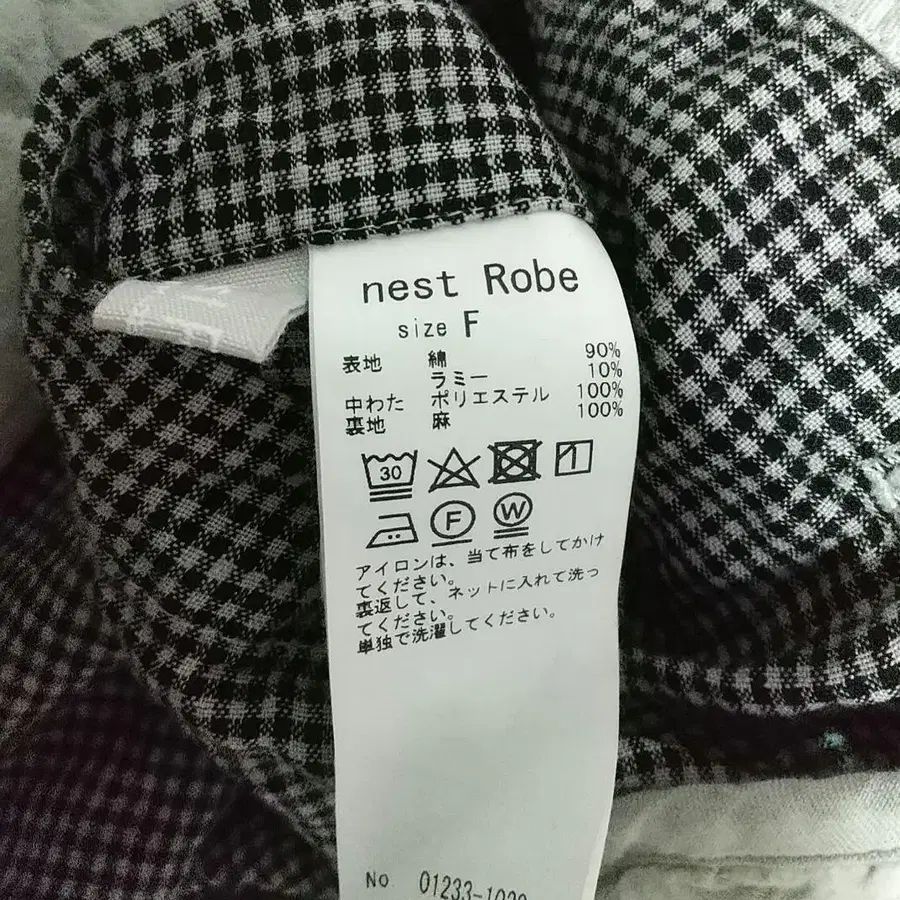 nest Robe
size F
表地 綿 90%
ラミー 10%
中わた ポリエステル 100%
裏地 麻 100%
30
1
F W
アイロンは、当て布をしてかけ
てください。
裏返して、ネットに入れて洗っ
てください。
単独で洗濯してください。
No.